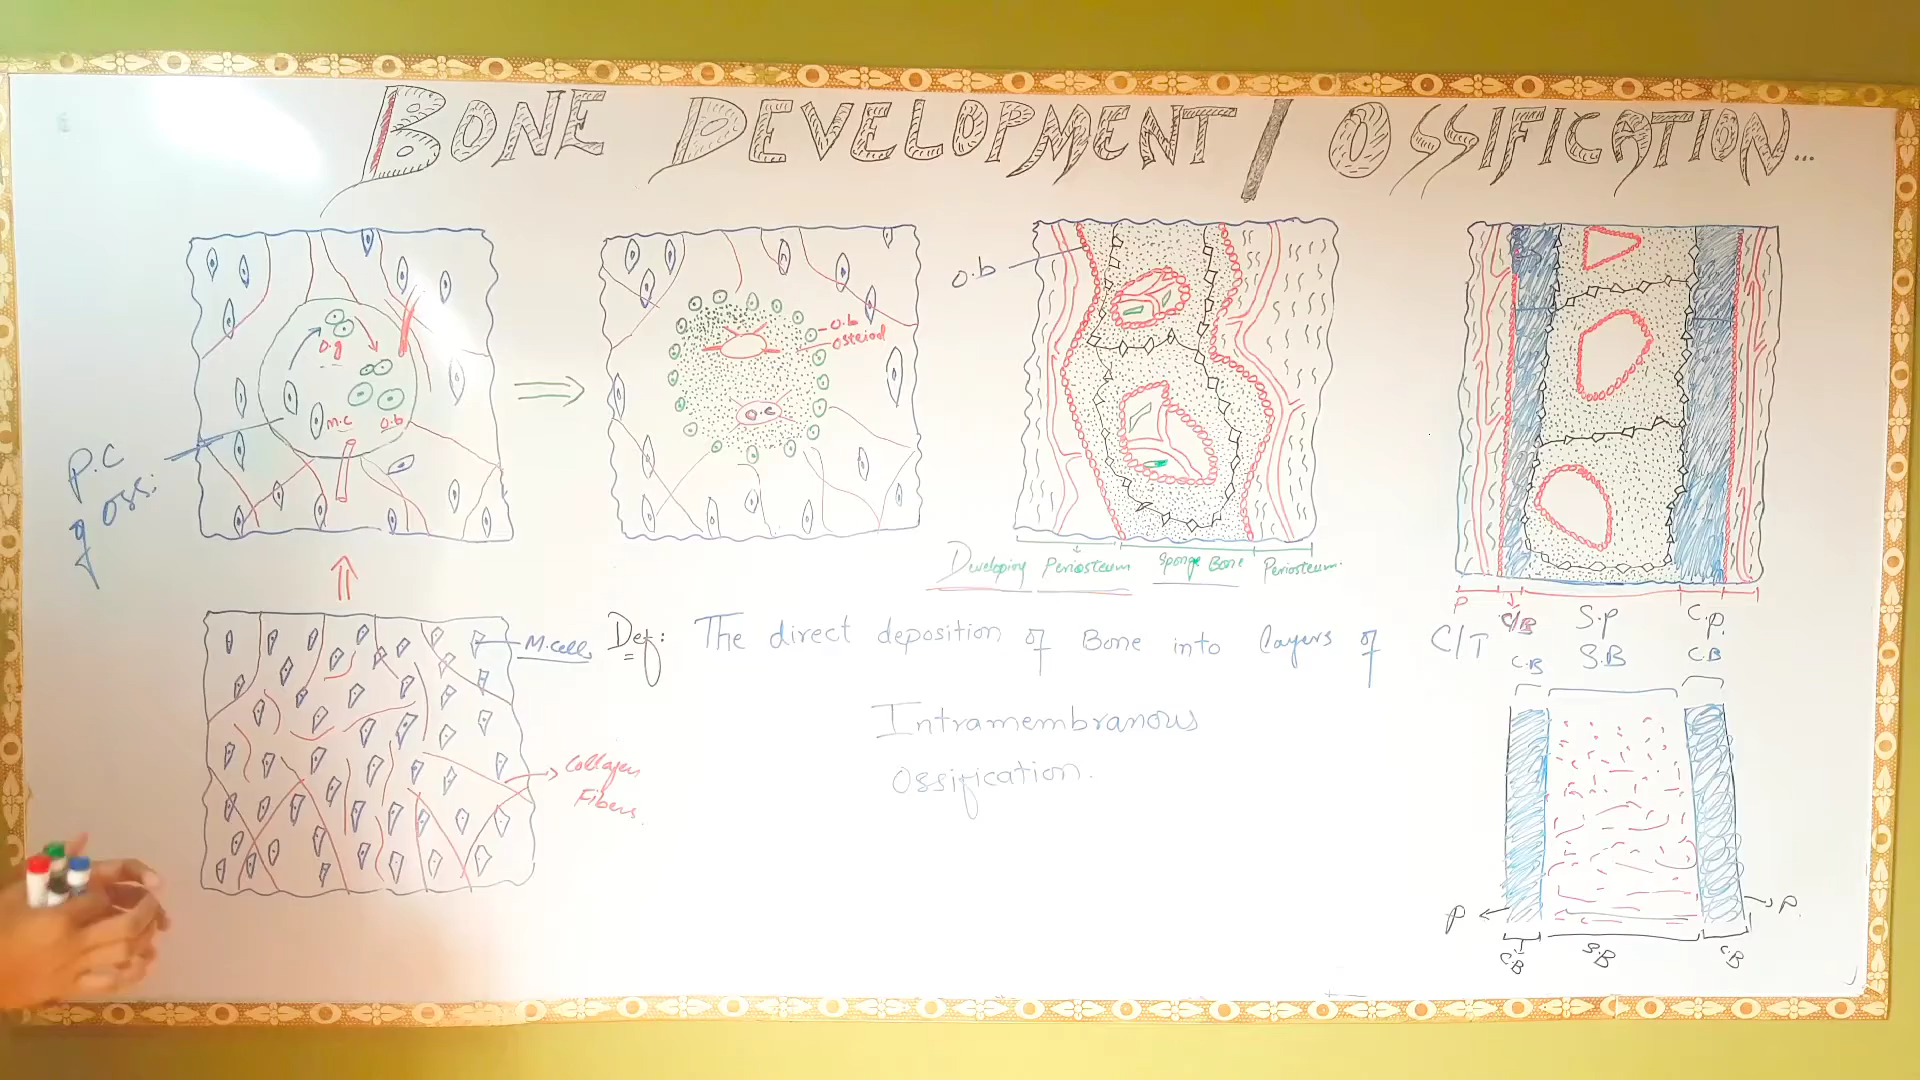 BONE DEVELOPMENT / OSSIFICATION...
O.g
M.C
O.b
P.C
of oss:
O.b
Osteiod
O.C
O.b
Developing Periosteum
Sponge Bone
Periosteum.
P
C/B
S.P
C.P.
C.B
S.B
C.B
M.cell
Collagen
Fibers
Def: The direct deposition of Bone into layers of C/T
Intramembranous
Ossification.
P
P.
C.B
S.B
C.B